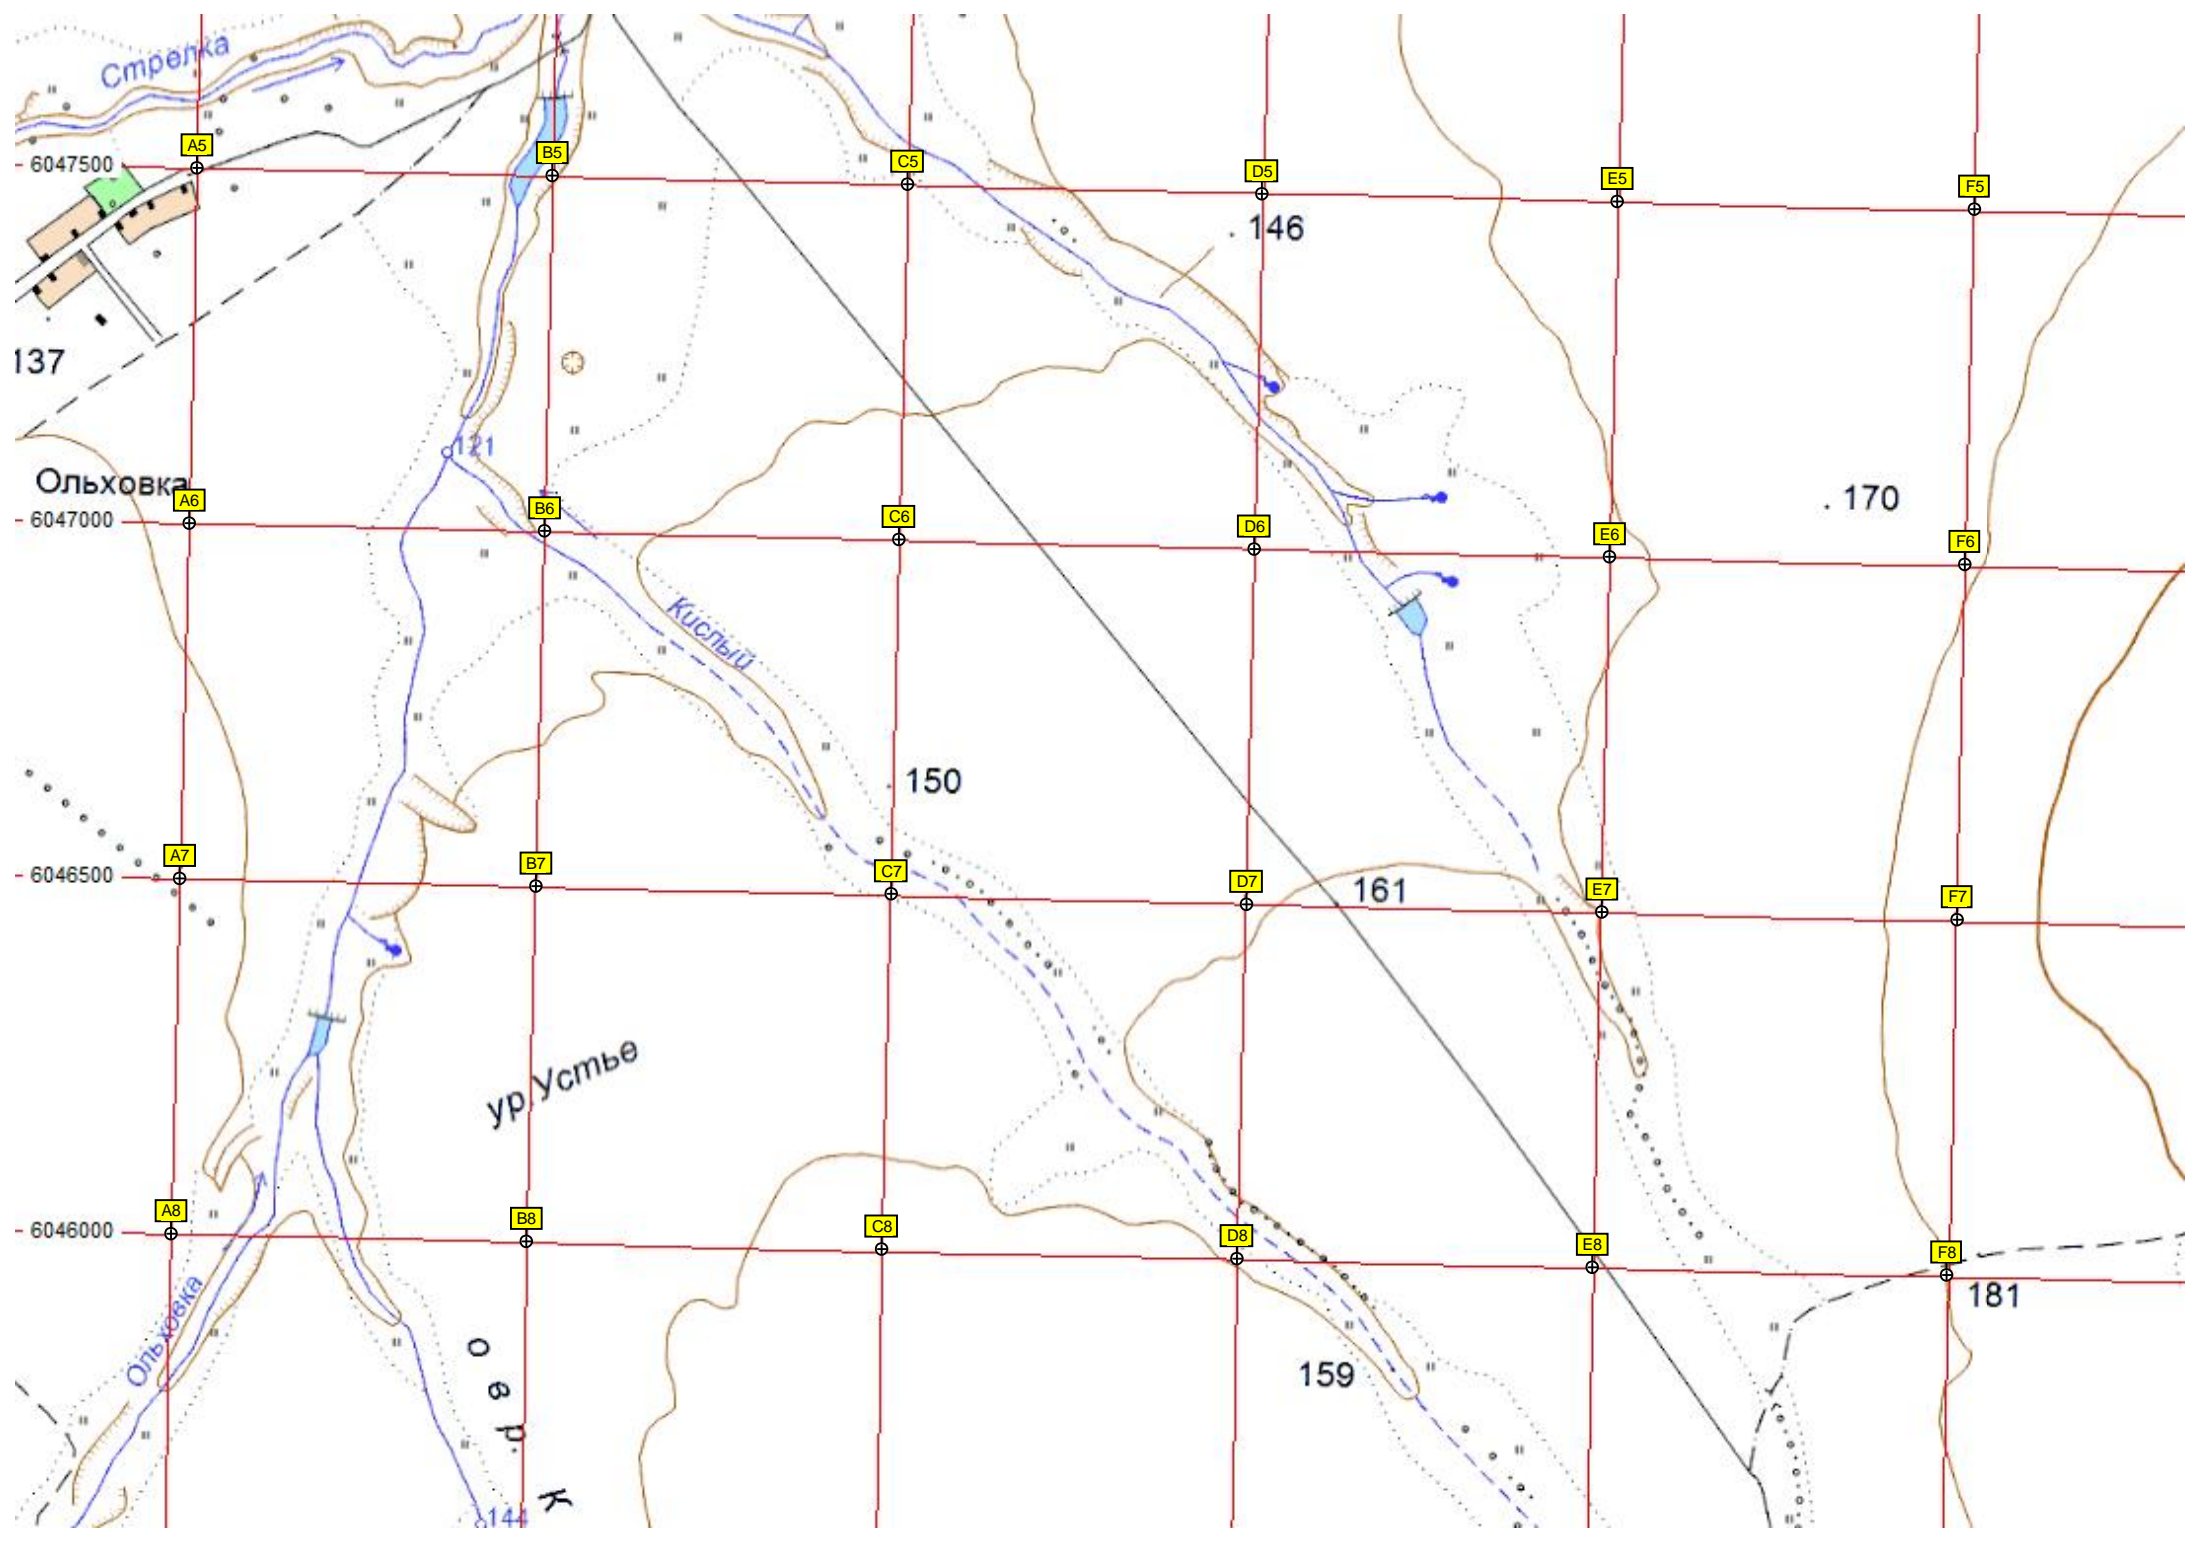 Стрелка
A5 B5 C5 D5 E5 F5
6047500
146
137
121
Ольховка
A6 B6 C6 D6 E6 F6
6047000
170
Кислый
150
A7 B7 C7 D7 E7 F7
6046500
161
ур. Устье
A8 B8 C8 D8 E8 F8
6046000
181
Ольховка
159
овр. К
144